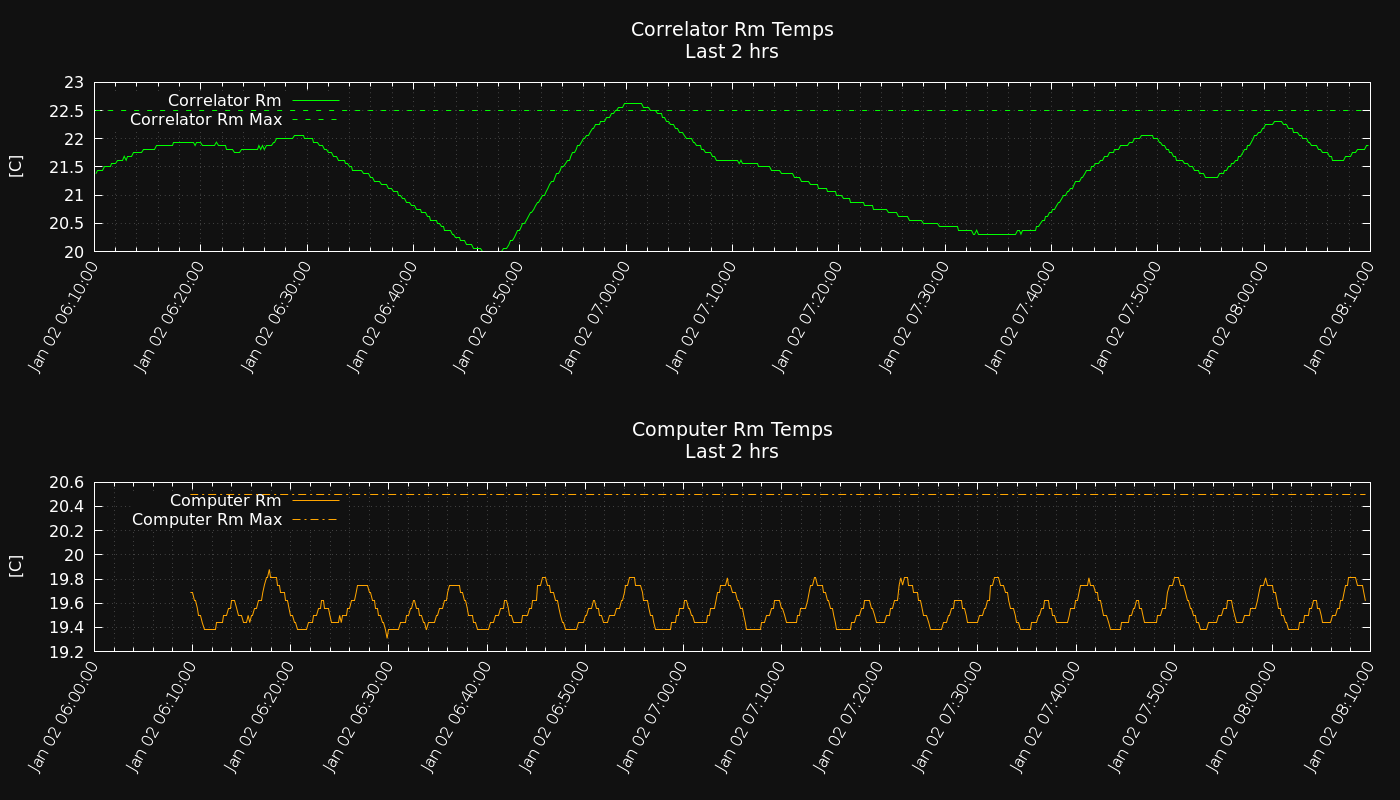 Correlator Rm Temps
Last 2 hrs
[C]
23
22.5
22
21.5
21
20.5
20
Correlator Rm
Correlator Rm Max
Jan 02 06:10:00
Jan 02 06:20:00
Jan 02 06:30:00
Jan 02 06:40:00
Jan 02 06:50:00
Jan 02 07:00:00
Jan 02 07:10:00
Jan 02 07:20:00
Jan 02 07:30:00
Jan 02 07:40:00
Jan 02 07:50:00
Jan 02 08:00:00
Jan 02 08:10:00
Computer Rm Temps
Last 2 hrs
[C]
20.6
20.4
20.2
20
19.8
19.6
19.4
19.2
Computer Rm
Computer Rm Max
Jan 02 06:00:00
Jan 02 06:10:00
Jan 02 06:20:00
Jan 02 06:30:00
Jan 02 06:40:00
Jan 02 06:50:00
Jan 02 07:00:00
Jan 02 07:10:00
Jan 02 07:20:00
Jan 02 07:30:00
Jan 02 07:40:00
Jan 02 07:50:00
Jan 02 08:00:00
Jan 02 08:10:00